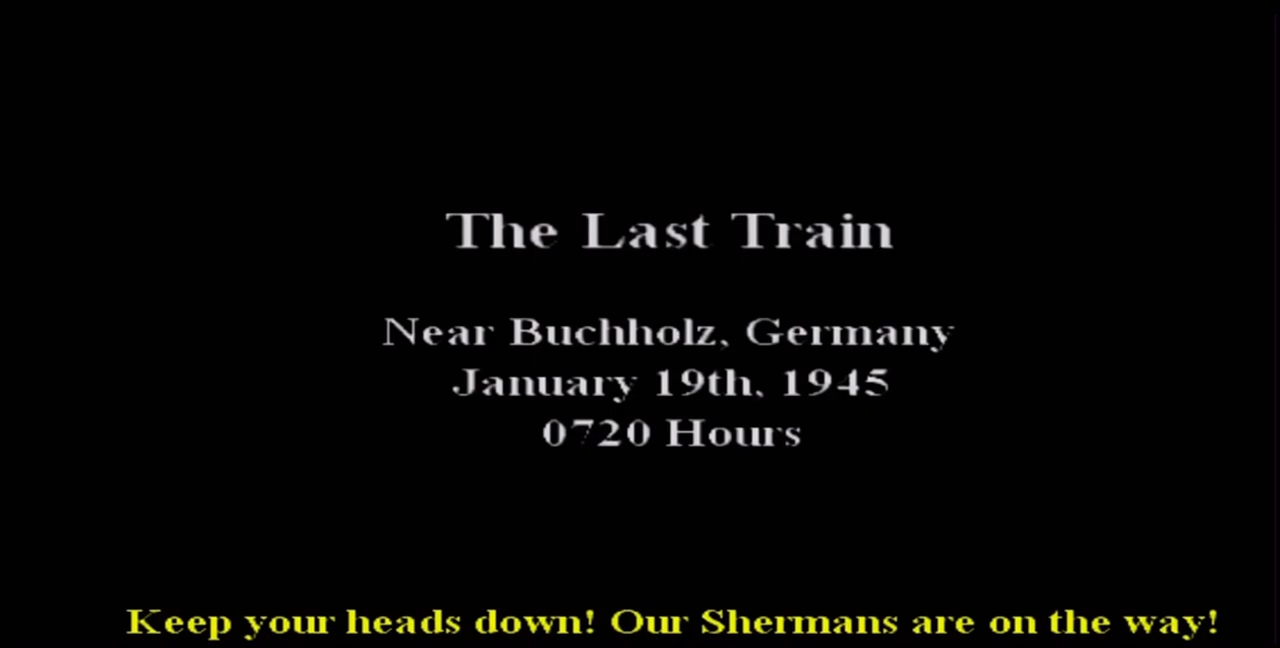 The Last Train
Near Buchholz, Germany
January 19th, 1945
0720 Hours
Keep your heads down! Our Shermans are on the way!